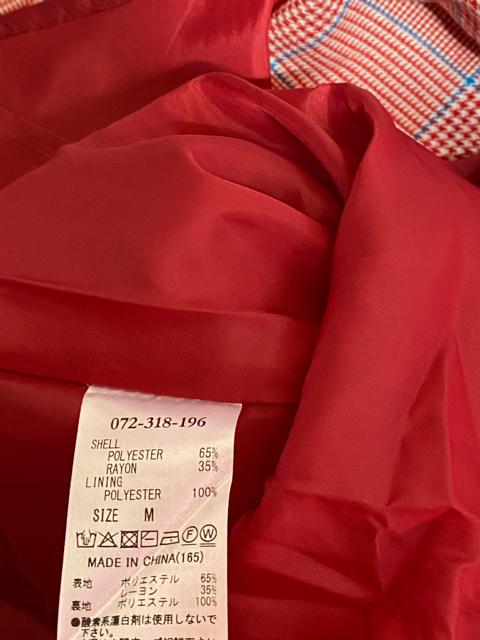 072-318-196
SHELL
POLYESTER 65%
RAYON 35%
LINING
POLYESTER 100%
SIZE M
F W
MADE IN CHINA(165)
表地 ポリエステル 65%
レーヨン 35%
裏地 ポリエステル 100%
●酸素系漂白剤は使用しないで
下さい。